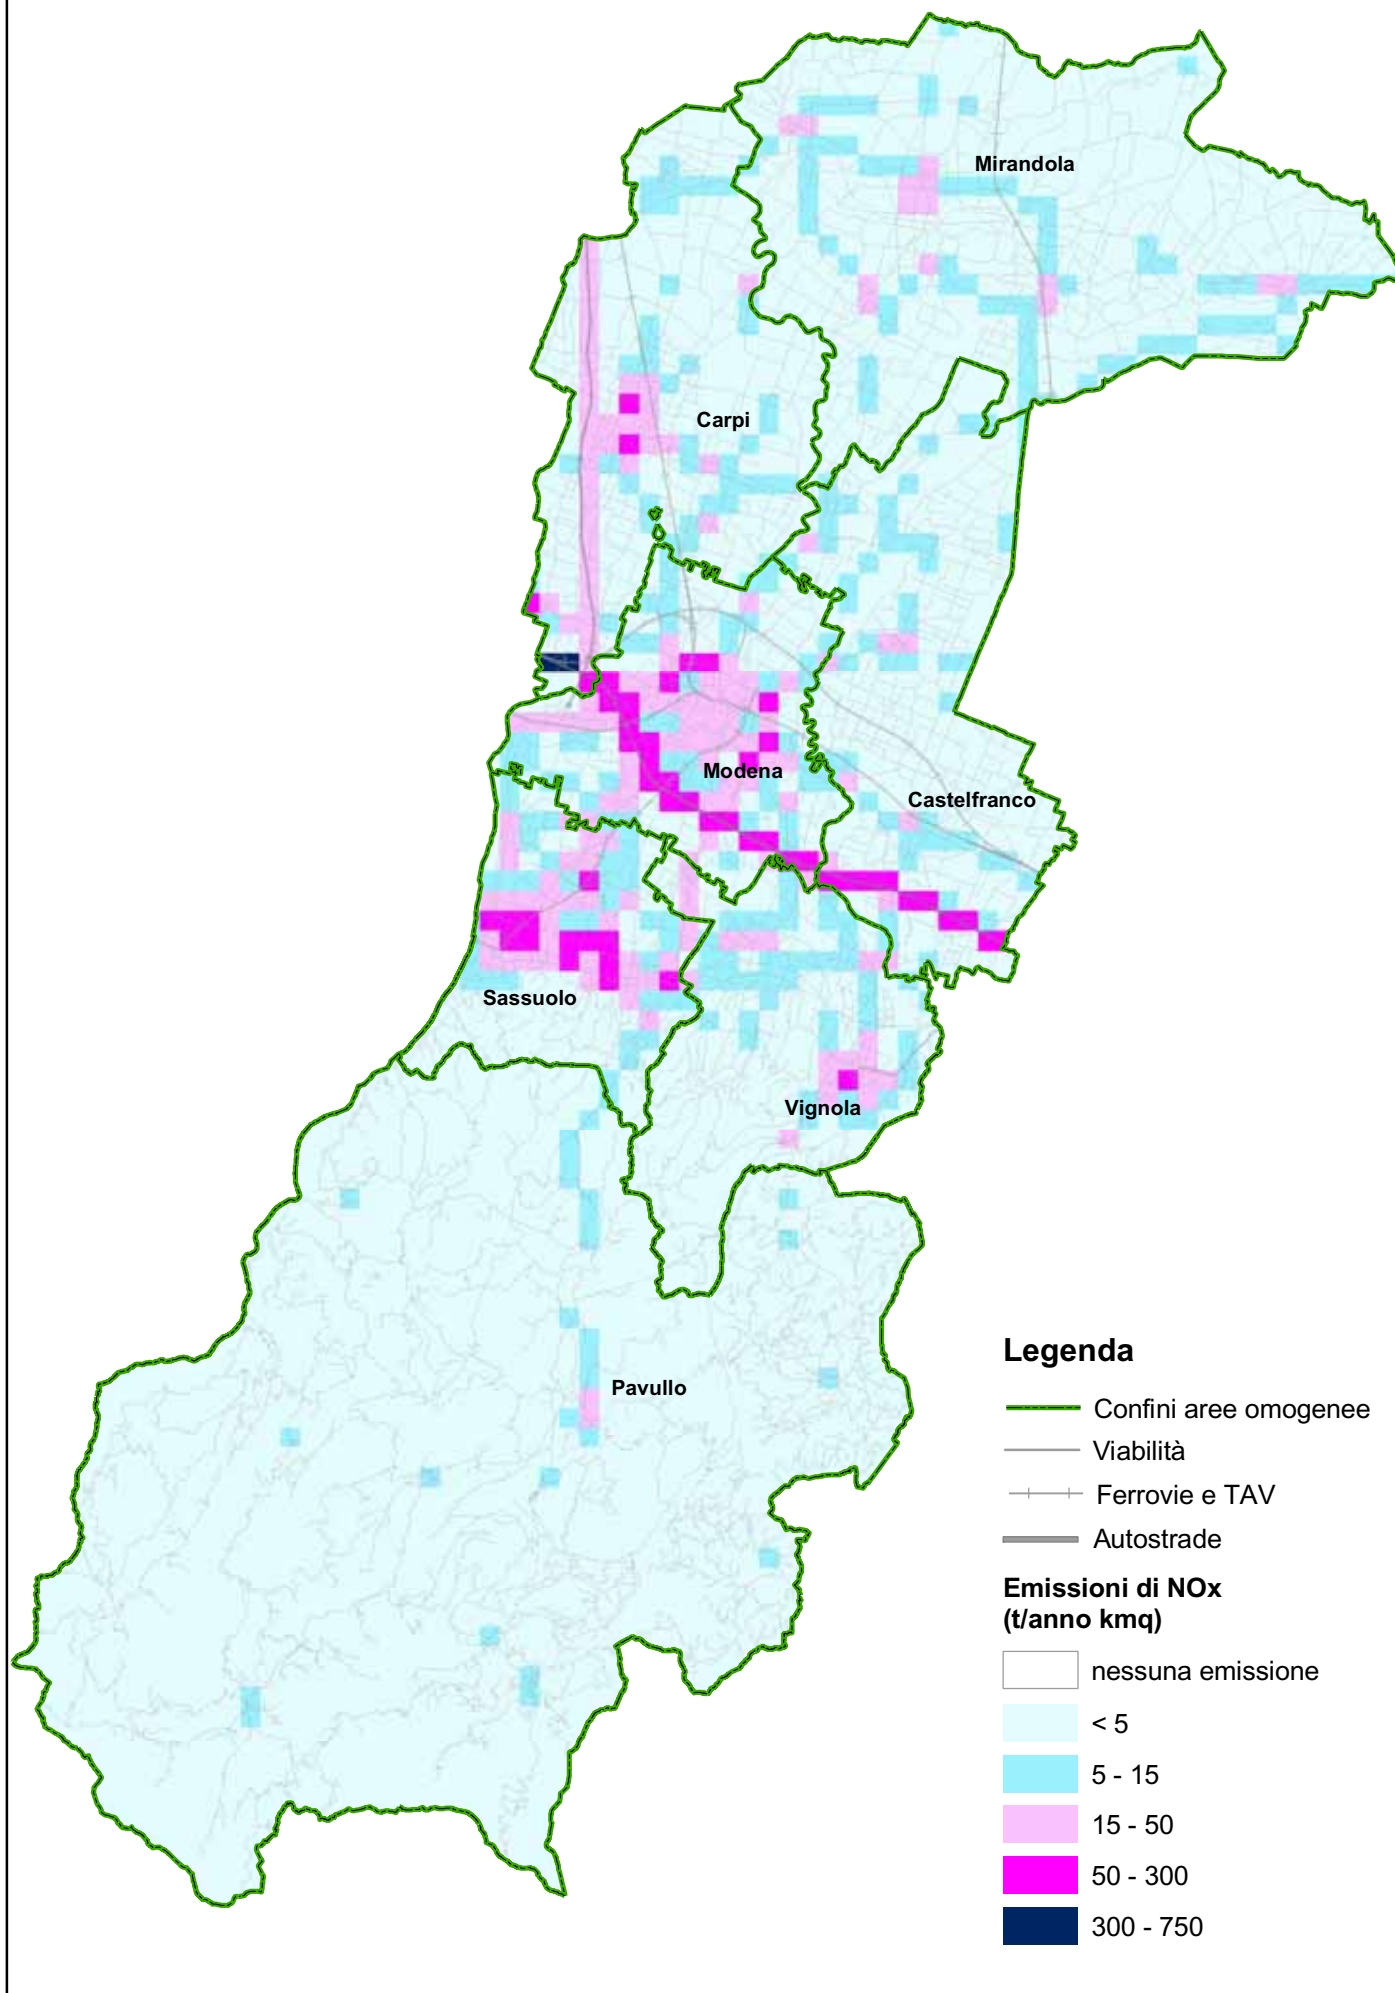 Mirandola
Carpi
Modena
Castelfranco
Sassuolo
Vignola
Pavullo
Legenda
Confini aree omogenee
Viabilità
Ferrovie e TAV
Autostrade
Emissioni di NOx
(t/anno kmq)
nessuna emissione
< 5
5 - 15
15 - 50
50 - 300
300 - 750